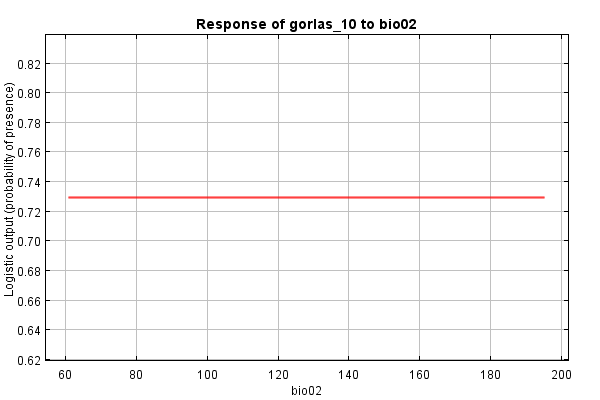 Response of gorlas_10 to bio02
Logistic output (probability of presence)
0.82
0.80
0.78
0.76
0.74
0.72
0.70
0.68
0.66
0.64
0.62
60 80 100 120 140 160 180 200
bio02